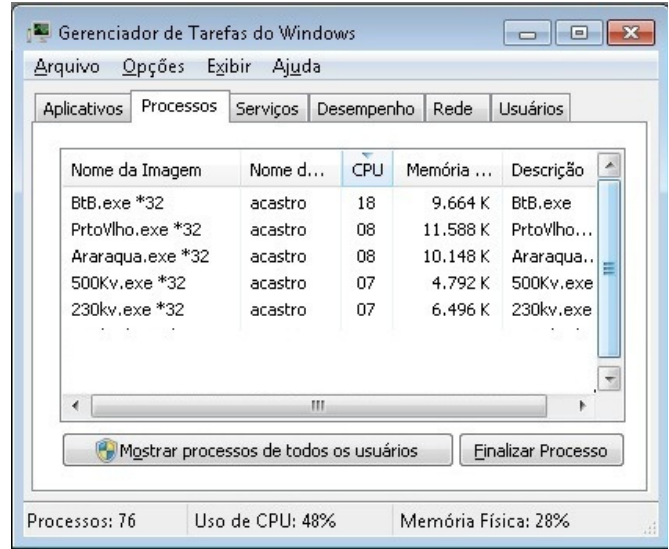 Gerenciador de Tarefas do Windows
Arquivo Opções Exibir Ajuda
Aplicativos Processos Serviços Desempenho Rede Usuários
Nome da Imagem Nome d... CPU Memória ... Descrição
BtB.exe *32 acastro 18 9.664 K BtB.exe
PrtoVlho.exe *32 acastro 08 11.588 K PrtoVlho...
Araraqua.exe *32 acastro 08 10.148 K Araraqua..
500Kv.exe *32 acastro 07 4.792 K 500Kv.exe
230kv.exe *32 acastro 07 6.496 K 230kv.exe
Mostrar processos de todos os usuários Finalizar Processo
Processos: 76 Uso de CPU: 48% Memória Física: 28%